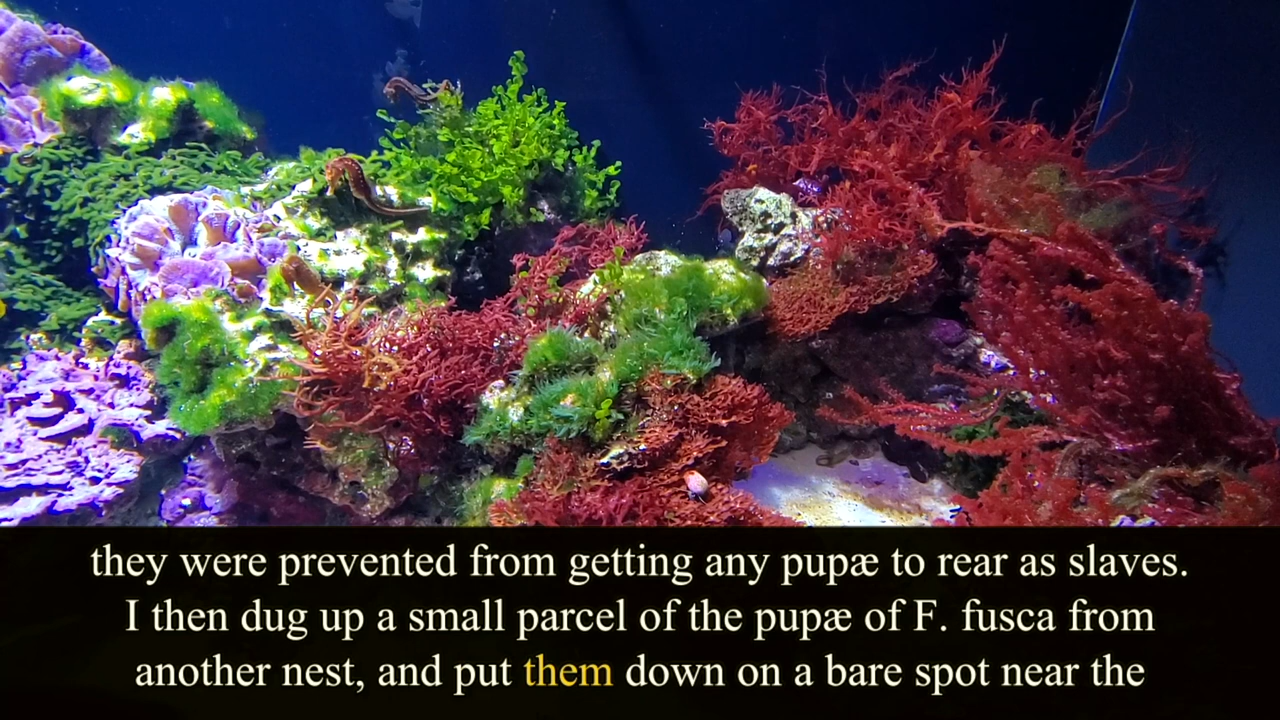 they were prevented from getting any pupæ to rear as slaves.
I then dug up a small parcel of the pupæ of F. fusca from
another nest, and put them down on a bare spot near the